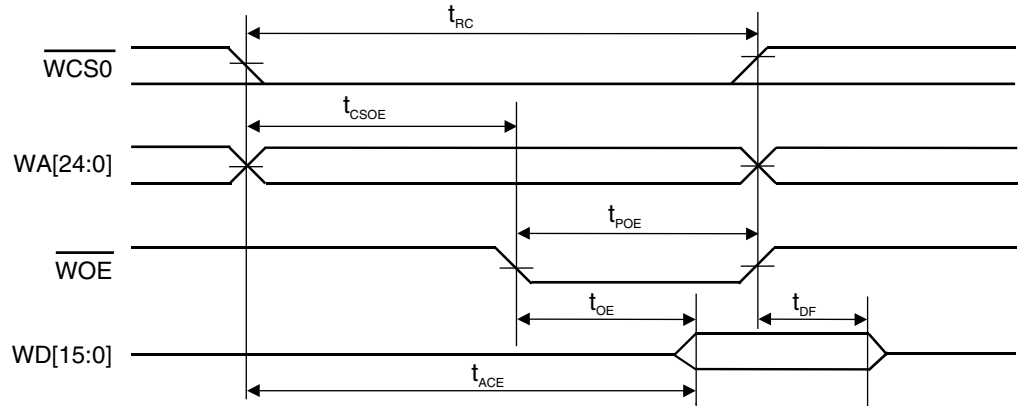 tRC
WCS0
tCSOE
WA[24:0]
tPOE
WOE
tOE
tDF
WD[15:0]
tACE